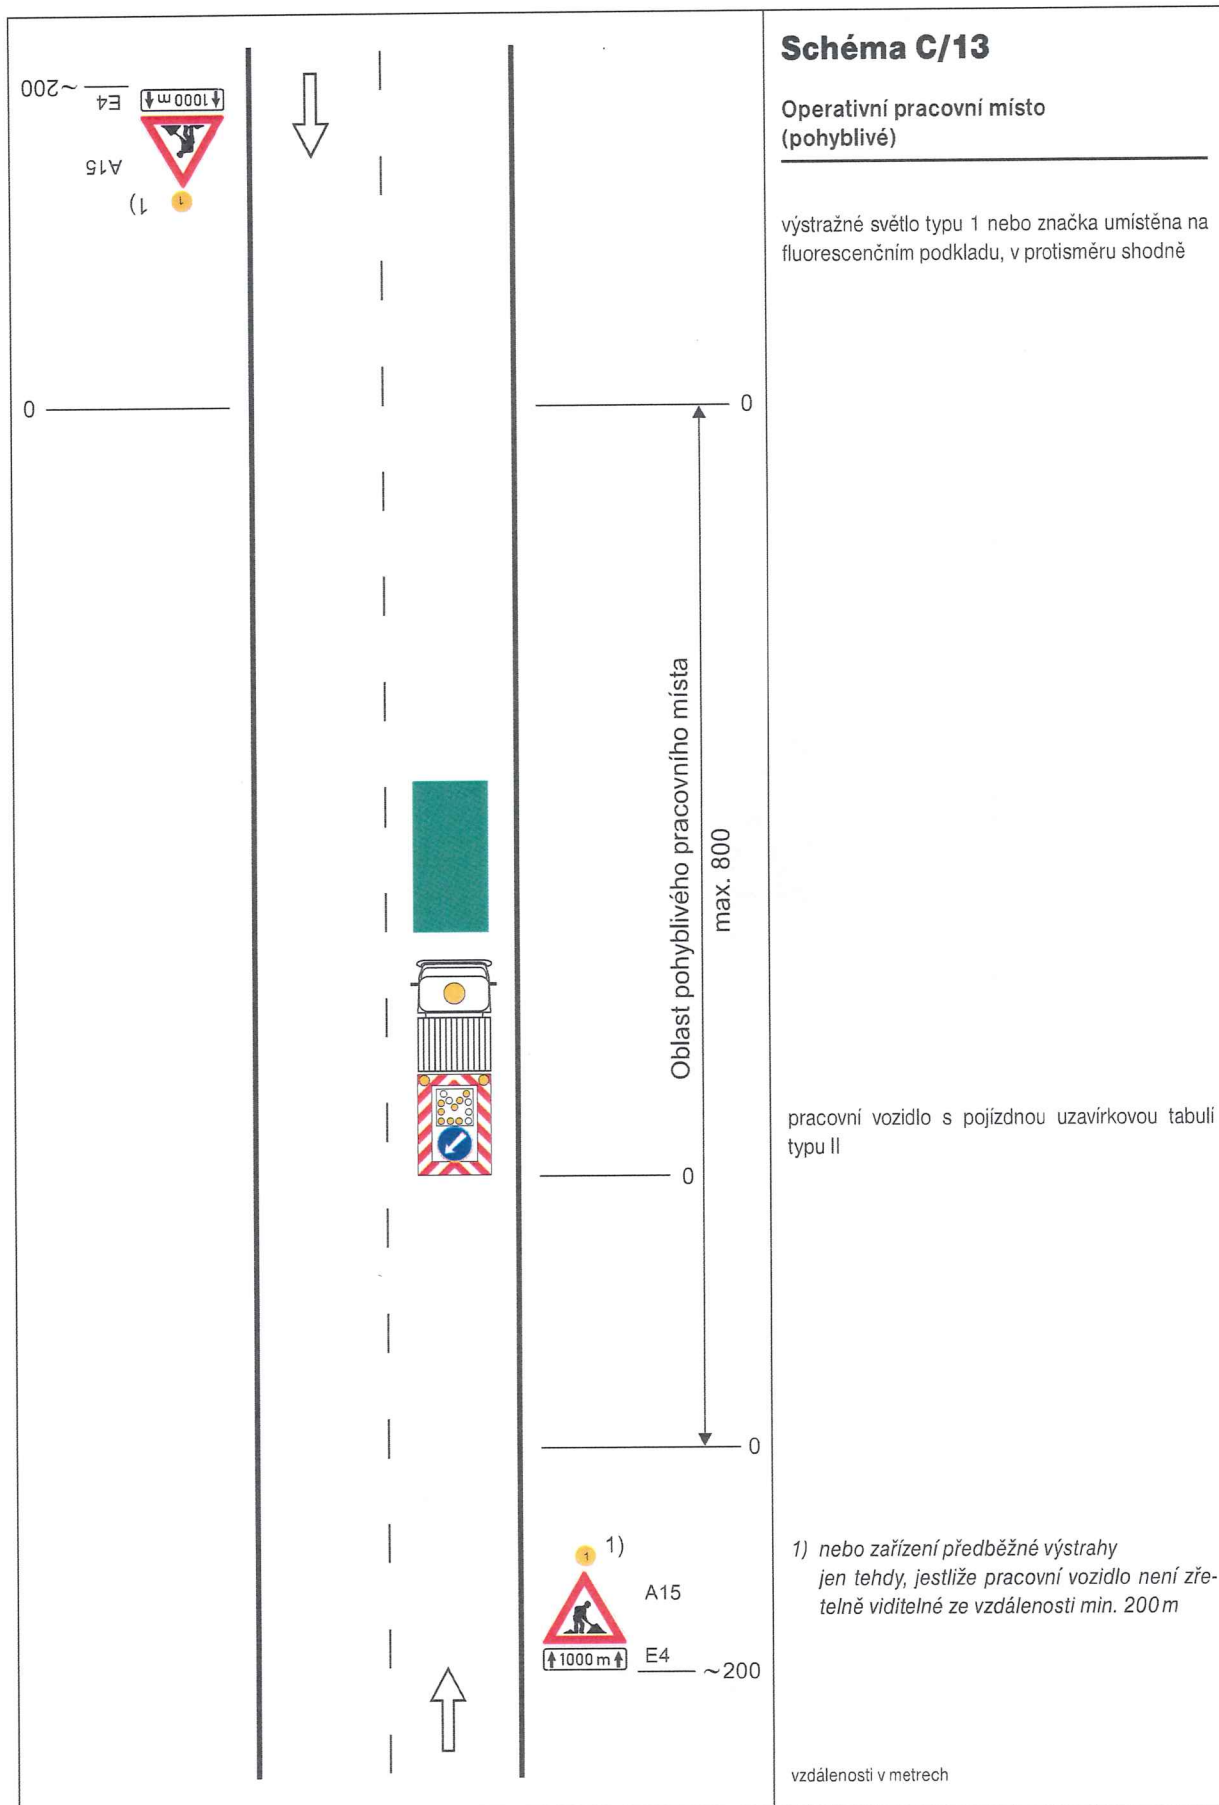 Schéma C/13
Operativní pracovní místo
(pohyblivé)
výstražné světlo typu 1 nebo značka umístěna na
fluorescenčním podkladu, v protisměru shodně
~200
E4
1000 m
A15
1
1)
0
0
Oblast pohyblivého pracovního místa
max. 800
pracovní vozidlo s pojízdnou uzavírkovou tabulí
typu II
0
0
1
1)
A15
1000 m
E4
~200
1) nebo zařízení předběžné výstrahy
jen tehdy, jestliže pracovní vozidlo není zře-
telně viditelné ze vzdálenosti min. 200 m
vzdálenosti v metrech